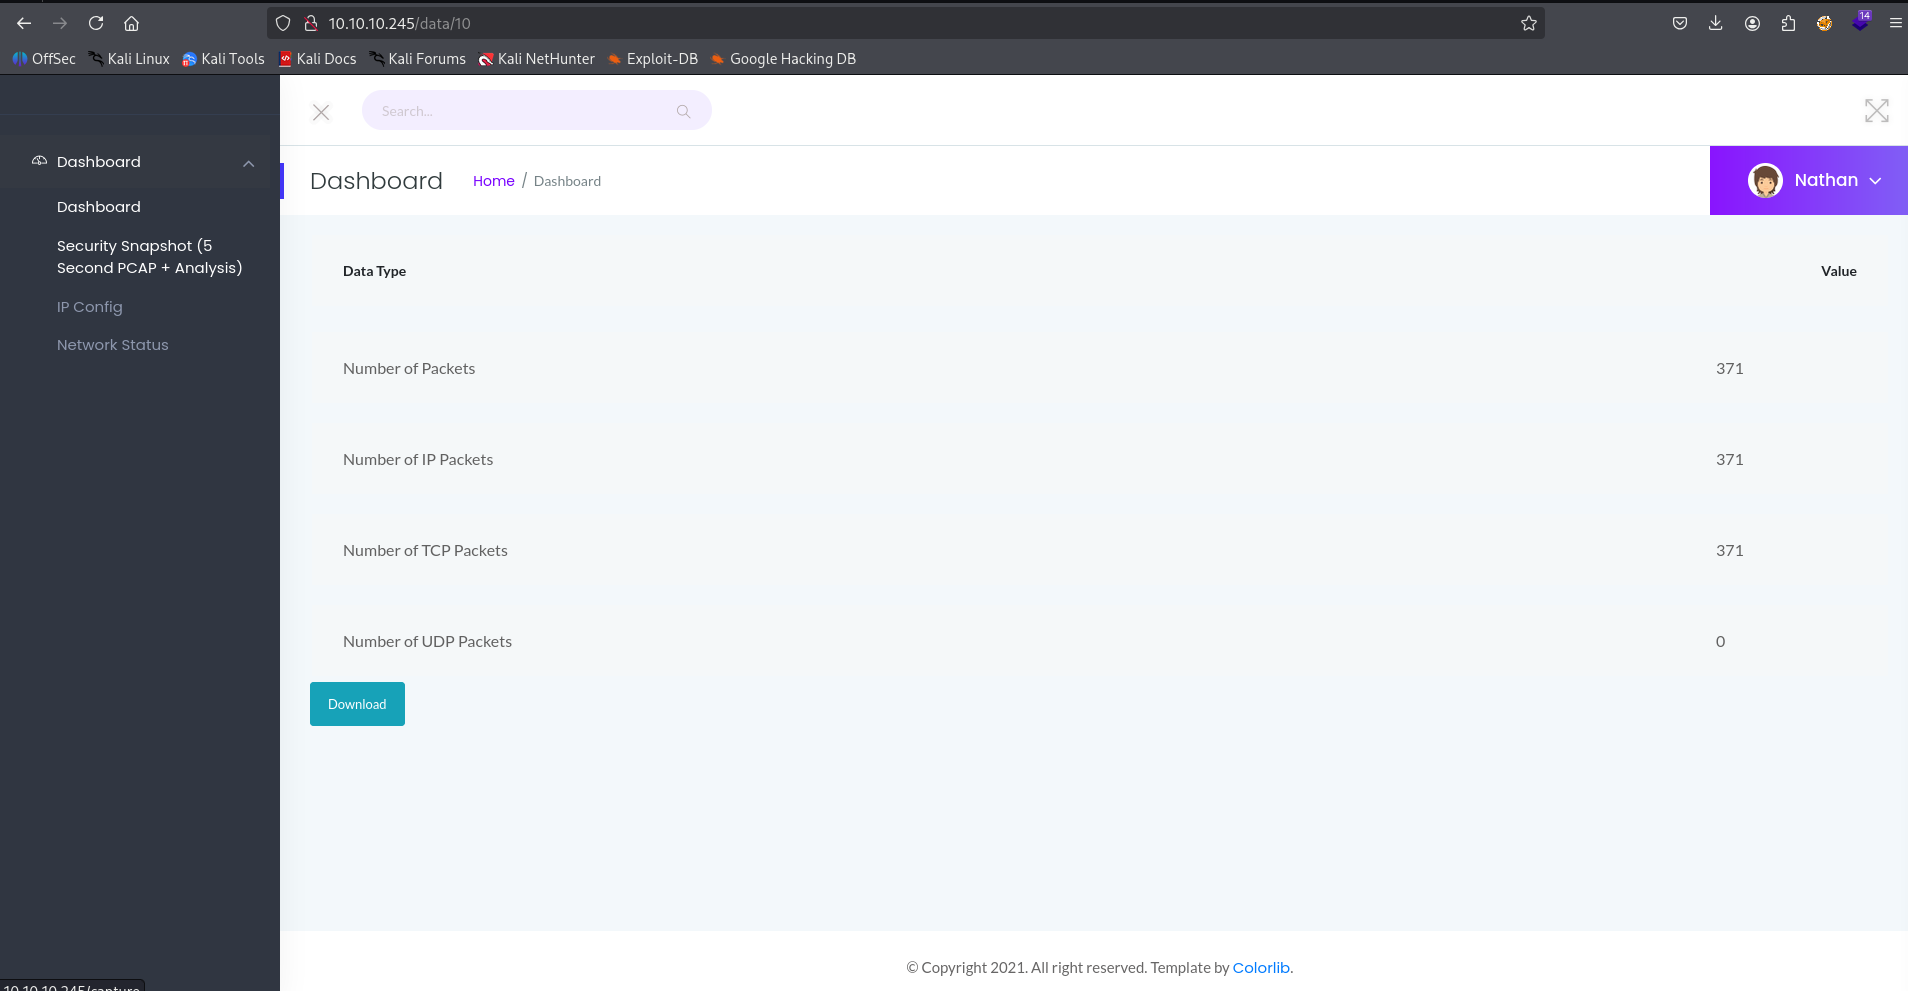 10.10.10.245/data/10
14
OffSec Kali Linux Kali Tools Kali Docs Kali Forums Kali NetHunter Exploit-DB Google Hacking DB
Search...
Dashboard
Dashboard
Security Snapshot (5
Second PCAP + Analysis)
IP Config
Network Status
Dashboard Home / Dashboard
Nathan
Data Type Value
Number of Packets 371
Number of IP Packets 371
Number of TCP Packets 371
Number of UDP Packets 0
Download
© Copyright 2021. All right reserved. Template by Colorlib.
10.10.10.245/capture